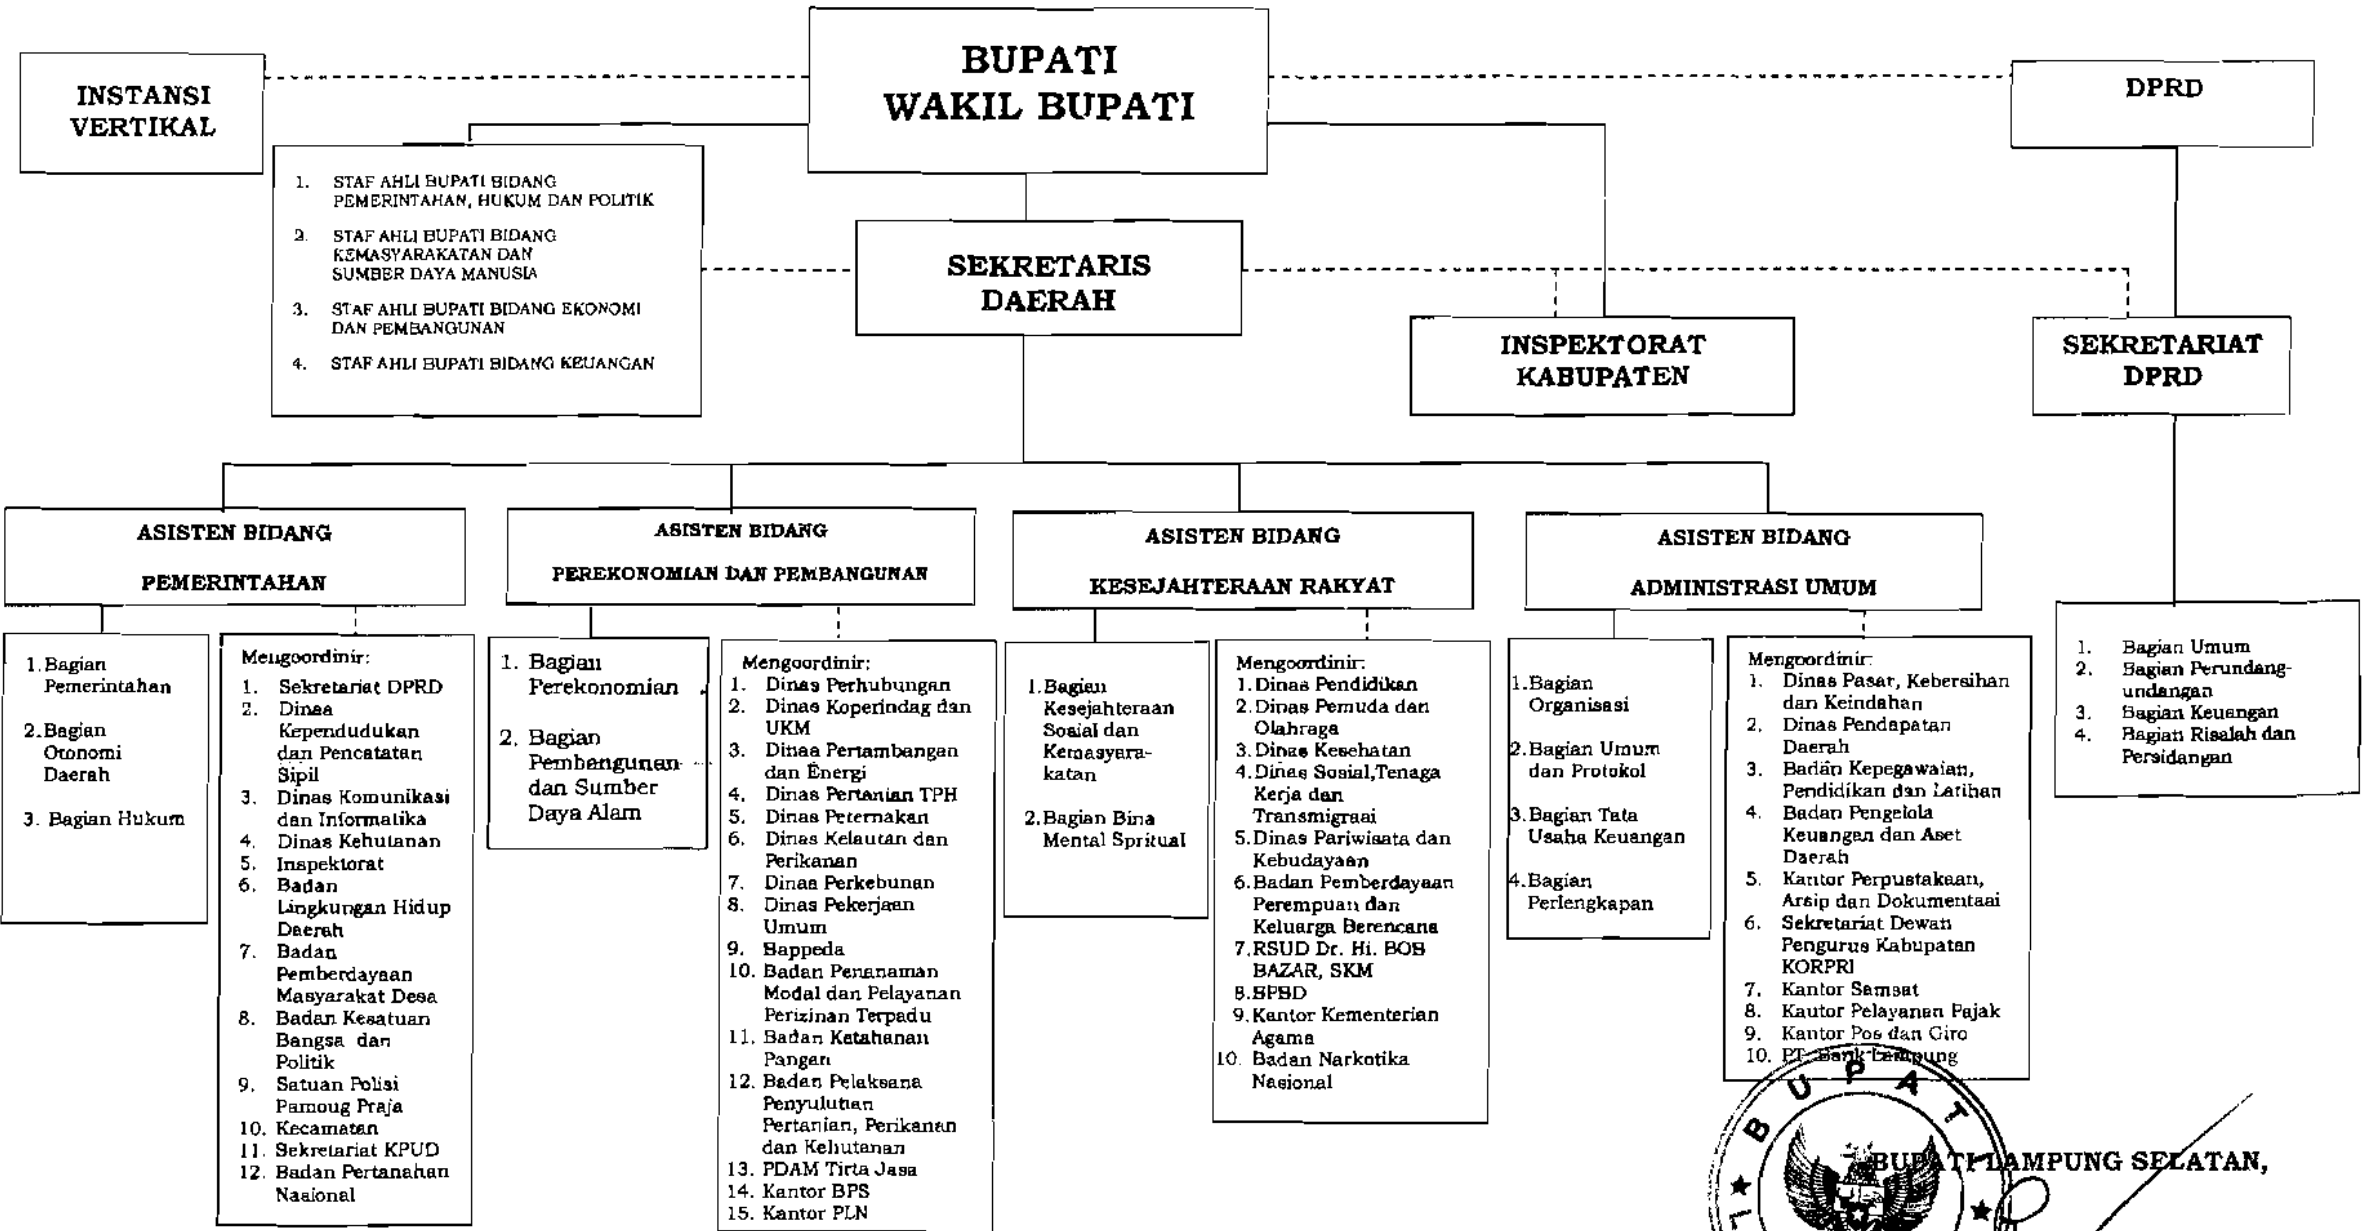 BUPATI
WAKIL BUPATI
INSTANSI
VERTIKAL
DPRD
1. STAF AHLI BUPATI BIDANG
PEMERINTAHAN, HUKUM DAN POLITIK
2. STAF AHLI BUPATI BIDANG
KEMASYARAKATAN DAN
SUMBER DAYA MANUSIA
3. STAF AHLI BUPATI BIDANG EKONOMI
DAN PEMBANGUNAN
4. STAF AHLI BUPATI BIDANG KEUANGAN
SEKRETARIS
DAERAH
INSPEKTORAT
KABUPATEN
SEKRETARIAT
DPRD
ASISTEN BIDANG
PEMERINTAHAN
ASISTEN BIDANG
PEREKONOMIAN DAN PEMBANGUNAN
ASISTEN BIDANG
KESEJAHTERAAN RAKYAT
ASISTEN BIDANG
ADMINISTRASI UMUM
1. Bagian
Pemerintahan
2. Bagian
Otonomi
Daerah
3. Bagian Hukum
Mengoordinir:
1. Sekretariat DPRD
2. Dinas
Kependudukan
dan Pencatatan
Sipil
3. Dinas Komunikasi
dan Informatika
4. Dinas Kehutanan
5. Inspektorat
6. Badan
Lingkungan Hidup
Daerah
7. Badan
Pemberdayaan
Masyarakat Desa
8. Badan Kesatuan
Bangsa dan
Politik
9. Satuan Polisi
Pamong Praja
10. Kecamatan
11. Sekretariat KPUD
12. Badan Pertanahan
Nasional
1. Bagian
Perekonomian
2. Bagian
Pembangunan
dan Sumber
Daya Alam
Mengoordinir:
1. Dinas Perhubungan
2. Dinas Koperindag dan
UKM
3. Dinas Pertambangan
dan Energi
4. Dinas Pertanian TPH
5. Dinas Peternakan
6. Dinas Kelautan dan
Perikanan
7. Dinas Perkebunan
8. Dinas Pekerjaan
Umum
9. Bappeda
10. Badan Penanaman
Modal dan Pelayanan
Perizinan Terpadu
11. Badan Ketahanan
Pangan
12. Badan Pelaksana
Penyuluhan
Pertanian, Perikanan
dan Kehutanan
13. PDAM Tirta Jasa
14. Kantor BPS
15. Kantor PLN
1. Bagian
Kesejahteraan
Sosial dan
Kemasyara-
katan
2. Bagian Bina
Mental Spritual
Mengoordinir:
1. Dinas Pendidikan
2. Dinas Pemuda dan
Olahraga
3. Dinas Kesehatan
4. Dinas Sosial,Tenaga
Kerja dan
Transmigrasi
5. Dinas Pariwisata dan
Kebudayaan
6. Badan Pemberdayaan
Perempuan dan
Keluarga Berencana
7. RSUD Dr. Hi. BOB
BAZAR, SKM
8. BPBD
9. Kantor Kementerian
Agama
10. Badan Narkotika
Nasional
1. Bagian
Organisasi
2. Bagian Umum
dan Protokol
3. Bagian Tata
Usaha Keuangan
4. Bagian
Perlengkapan
Mengoordinir:
1. Dinas Pasar, Kebersihan
dan Keindahan
2. Dinas Pendapatan
Daerah
3. Badan Kepegawaian,
Pendidikan dan Latihan
4. Badan Pengelola
Keuangan dan Aset
Daerah
5. Kantor Perpustakaan,
Arsip dan Dokumentasi
6. Sekretariat Dewan
Pengurus Kabupatan
KORPRI
7. Kantor Samsat
8. Kantor Pelayanan Pajak
9. Kantor Pos dan Giro
10. PT. Bank Lampung
1. Bagian Umum
2. Bagian Perundang-
undangan
3. Bagian Keuangan
4. Bagian Risalah dan
Persidangan
BUPATI
BUPATI LAMPUNG SELATAN,